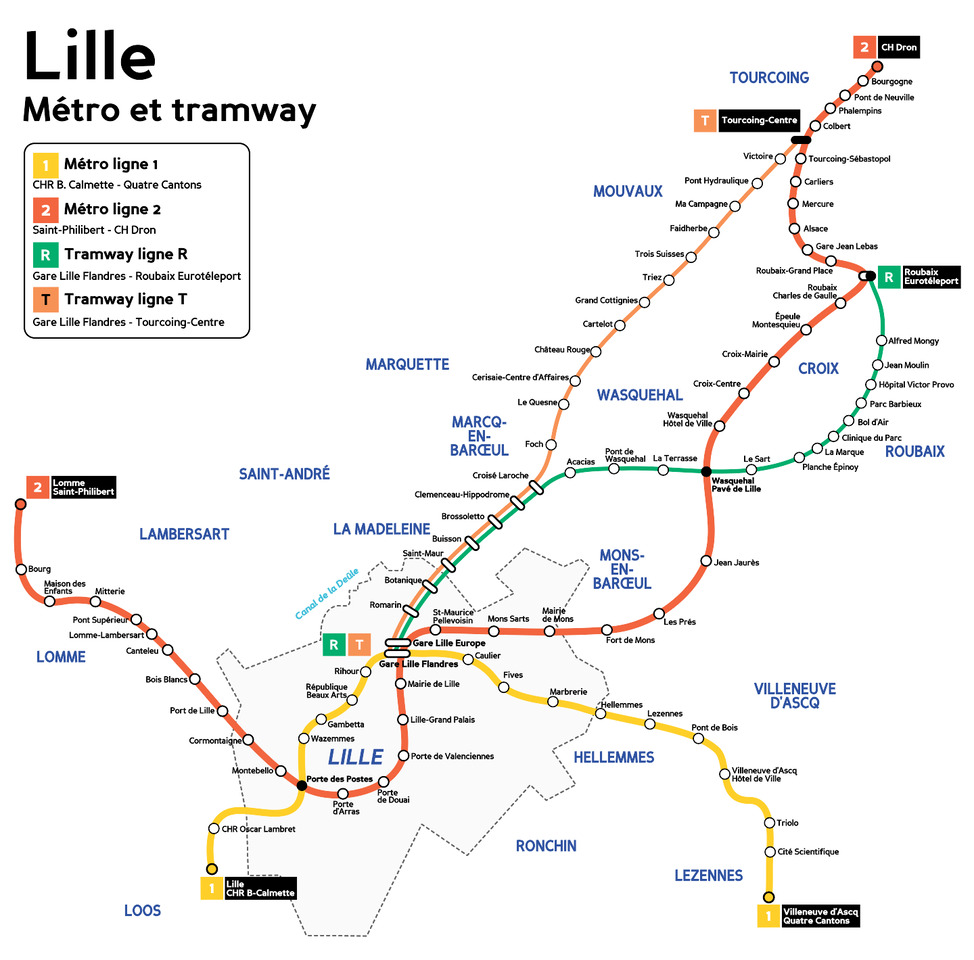 Lille
Métro et tramway
1 Métro ligne 1
CHR B. Calmette - Quatre Cantons
2 Métro ligne 2
Saint-Philibert - CH Dron
R Tramway ligne R
Gare Lille Flandres - Roubaix Eurotéleport
T Tramway ligne T
Gare Lille Flandres - Tourcoing-Centre
2 CH Dron
TOURCOING
Bourgogne
Pont de Neuville
Phalempins
T Tourcoing-Centre
Colbert
Victoire
Tourcoing-Sébastopol
Pont Hydraulique
Carliers
MOUVAUX
Ma Campagne
Mercure
Faidherbe
Alsace
Trois Suisses
Gare Jean Lebas
Triez
Roubaix-Grand Place
R Roubaix
Eurotéleport
Grand Cottignies
Roubaix
Charles de Gaulle
Cartelot
Épeule
Montesquieu
Alfred Mongy
Château Rouge
Croix-Mairie
MARQUETTE
CROIX
Jean Moulin
Cerisaie-Centre d'Affaires
Croix-Centre
Hôpital Victor Provo
WASQUEHAL
Le Quesne
Parc Barbieux
MARCQ-
EN-
BARŒUL
Wasquehal
Hôtel de Ville
Bol d'Air
Foch
Clinique du Parc
La Marque
ROUBAIX
Planche Épinoy
Acacias
Pont de
Wasquehal
La Terrasse
Le Sart
Wasquehal
Pavé de Lille
SAINT-ANDRÉ
Croisé Laroche
2 Lomme
Saint-Philibert
Clemenceau-Hippodrome
LAMBERSART
LA MADELEINE
Brossoletto
Buisson
Saint-Maur
MONS-
EN-
BARŒUL
Jean Jaurès
Bourg
Canal de la Deûle
Botanique
Maison des
Enfants
Mitterie
Romarin
Pont Supérieur
St-Maurice
Pellevoisin
Mons Sarts
Mairie
de Mons
Les Prés
Lomme-Lambersart
Fort de Mons
R T
Gare Lille Europe
Canteleu
Gare Lille Flandres
LOMME
Caulier
Rihour
Bois Blancs
Mairie de Lille
Fives
République
Beaux Arts
Marbrerie
VILLENEUVE
D'ASCQ
Port de Lille
Gambetta
Lille-Grand Palais
Hellemmes
Lezennes
Pont de Bois
Cormontaigne
Wazemmes
LILLE
Porte de Valenciennes
HELLEMMES
Montebello
Porte des Postes
Villeneuve d'Ascq
Hôtel de Ville
Porte
d'Arras
Porte
de Douai
CHR Oscar Lambret
Triolo
RONCHIN
Cité Scientifique
1 Lille
CHR B-Calmette
LEZENNES
LOOS
1 Villeneuve d'Ascq
Quatre Cantons